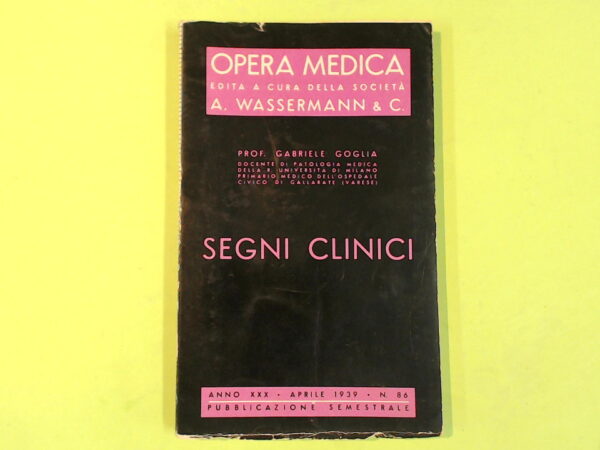 OPERA MEDICA
EDITA A CURA DELLA SOCIETÀ
A. WASSERMANN & C.
PROF. GABRIELE GOGLIA
DOCENTE DI PATOLOGIA MEDICA
DELLA R. UNIVERSITA DI MILANO
PRIMARIO MEDICO DELL'OSPEDALE
CIVICO DI GALLARATE (VARESE)
SEGNI CLINICI
ANNO XXX • APRILE 1939 • N. 86
PUBBLICAZIONE SEMESTRALE